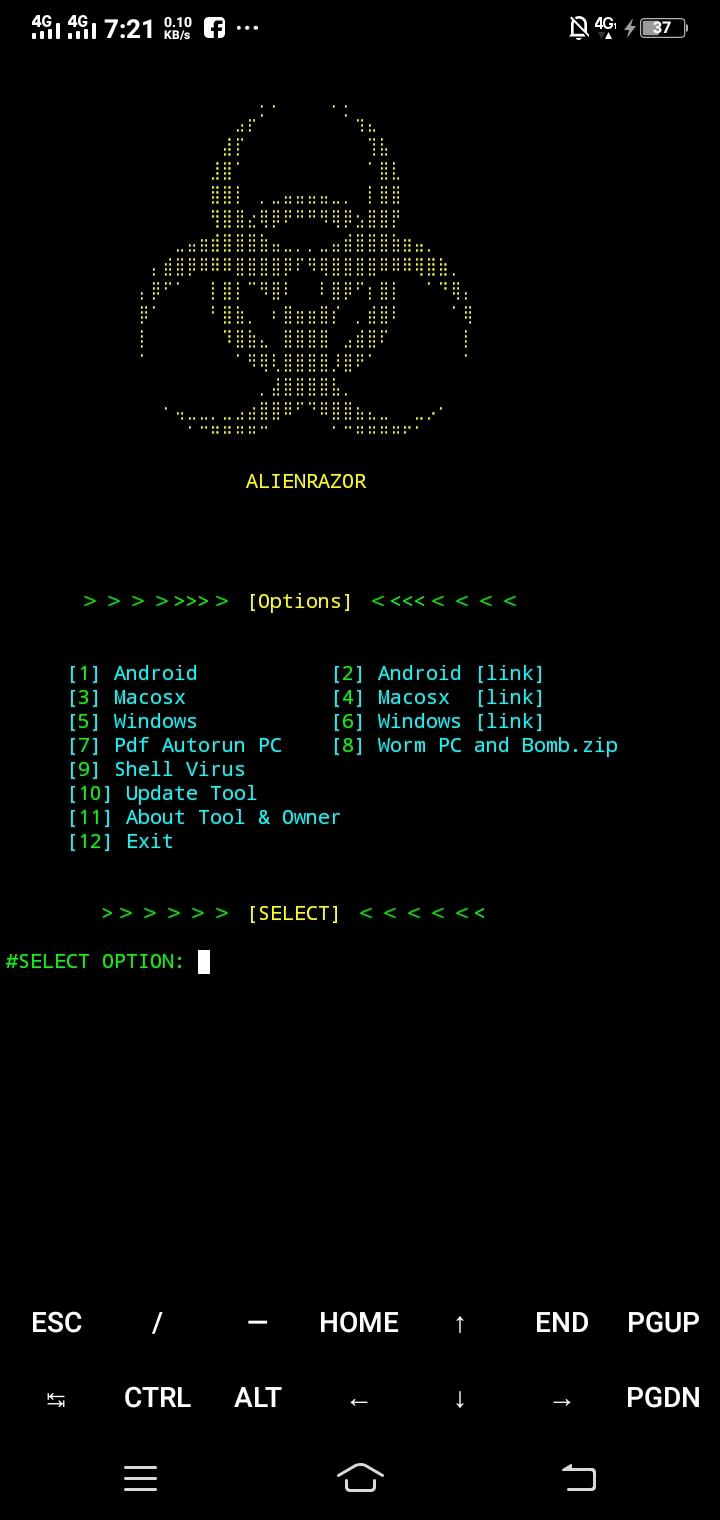 4G 4G 7:21 0.10 KB/s 4G 37
ALIENRAZOR
> > > > >>> > [Options] < <<< < < < <
[1] Android [2] Android [link]
[3] Macosx [4] Macosx [link]
[5] Windows [6] Windows [link]
[7] Pdf Autorun PC [8] Worm PC and Bomb.zip
[9] Shell Virus
[10] Update Tool
[11] About Tool & Owner
[12] Exit
> > > > > > [SELECT] < < < < < <
#SELECT OPTION:
ESC / — HOME ↑ END PGUP
↹ CTRL ALT ← ↓ → PGDN